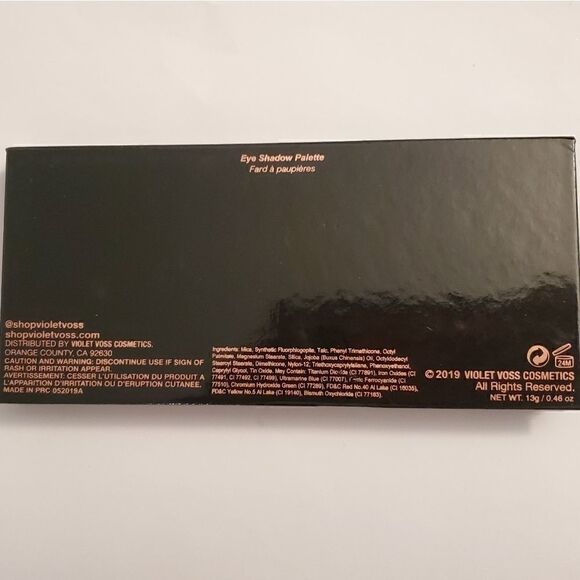 Eye Shadow Palette
Fard à paupières
@shopvioletvoss
shopvioletvoss.com
DISTRIBUTED BY VIOLET VOSS COSMETICS.
ORANGE COUNTY, CA 92630
CAUTION AND WARNING: DISCONTINUE USE IF SIGN OF
RASH OR IRRITATION APPEAR.
AVERTISSEMENT: CESSER L'UTILISATION DU PRODUIT A
L'APPARITION D'IRRITATION OU D'ERUPTION CUTANEE.
MADE IN PRC 052019A
Ingredients: Mica, Synthetic Fluorphlogopite, Talc, Phenyl Trimethicone, Octyl
Palmitate, Magnesium Stearate, Silica, Jojoba (Buxus Chinensis) Oil, Octyldodecyl
Stearoyl Stearate, Dimethicone, Nylon-12, Triethoxycaprylylsilane, Phenoxyethanol,
Caprylyl Glycol, Tin Oxide. May Contain: Titanium Dioxide (CI 77891), Iron Oxides (CI
77491, CI 77492, CI 77499), Ultramarine Blue (CI 77007), Ferric Ferrocyanide (CI
77510), Chromium Hydroxide Green (CI 77289), FD&C Red No.40 Al Lake (CI 16035),
FD&C Yellow No.5 Al Lake (CI 19140), Bismuth Oxychloride (CI 77163).
24M
© 2019 VIOLET VOSS COSMETICS
All Rights Reserved.
NET WT. 13g / 0.46 oz